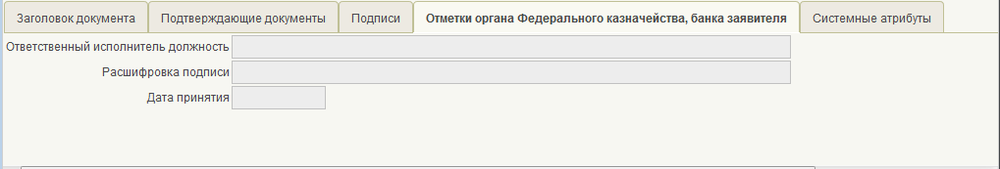 Заголовок документа Подтверждающие документы Подписи Отметки органа Федерального казначейства, банка заявителя Системные атрибуты
Ответственный исполнитель должность
Расшифровка подписи
Дата принятия